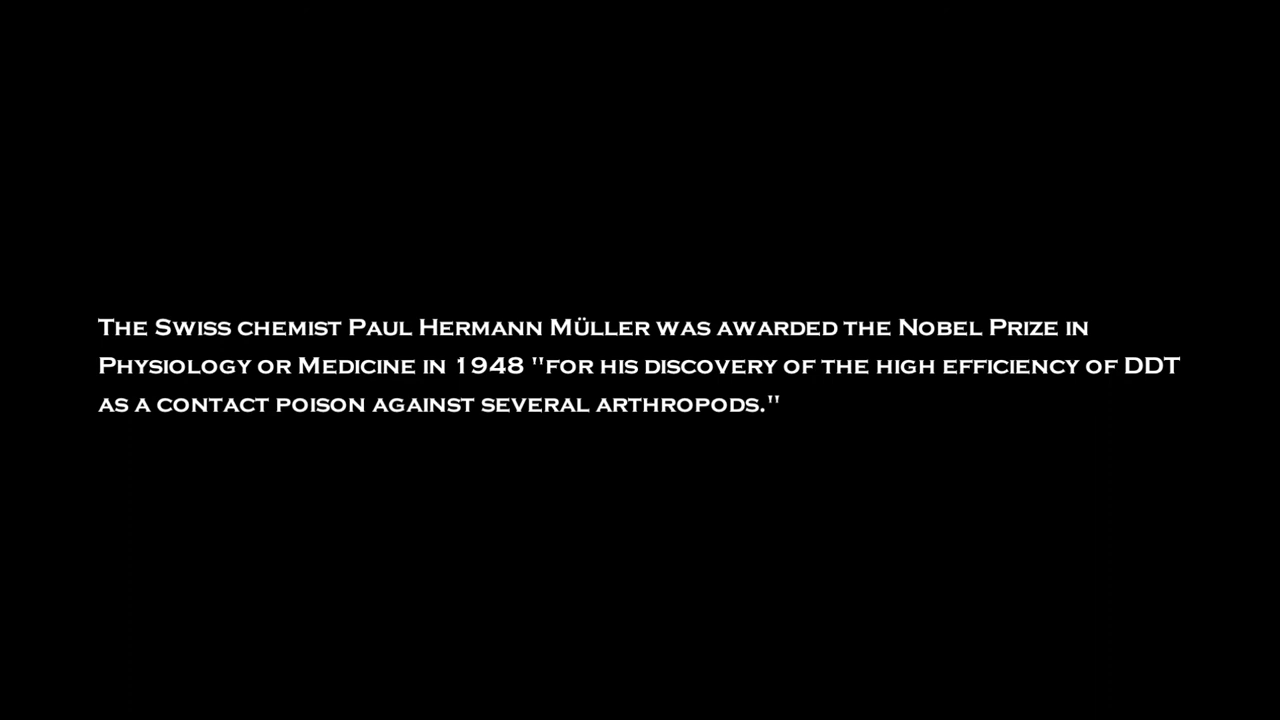 The Swiss chemist Paul Hermann Müller was awarded the Nobel Prize in
Physiology or Medicine in 1948 "for his discovery of the high efficiency of DDT
as a contact poison against several arthropods."